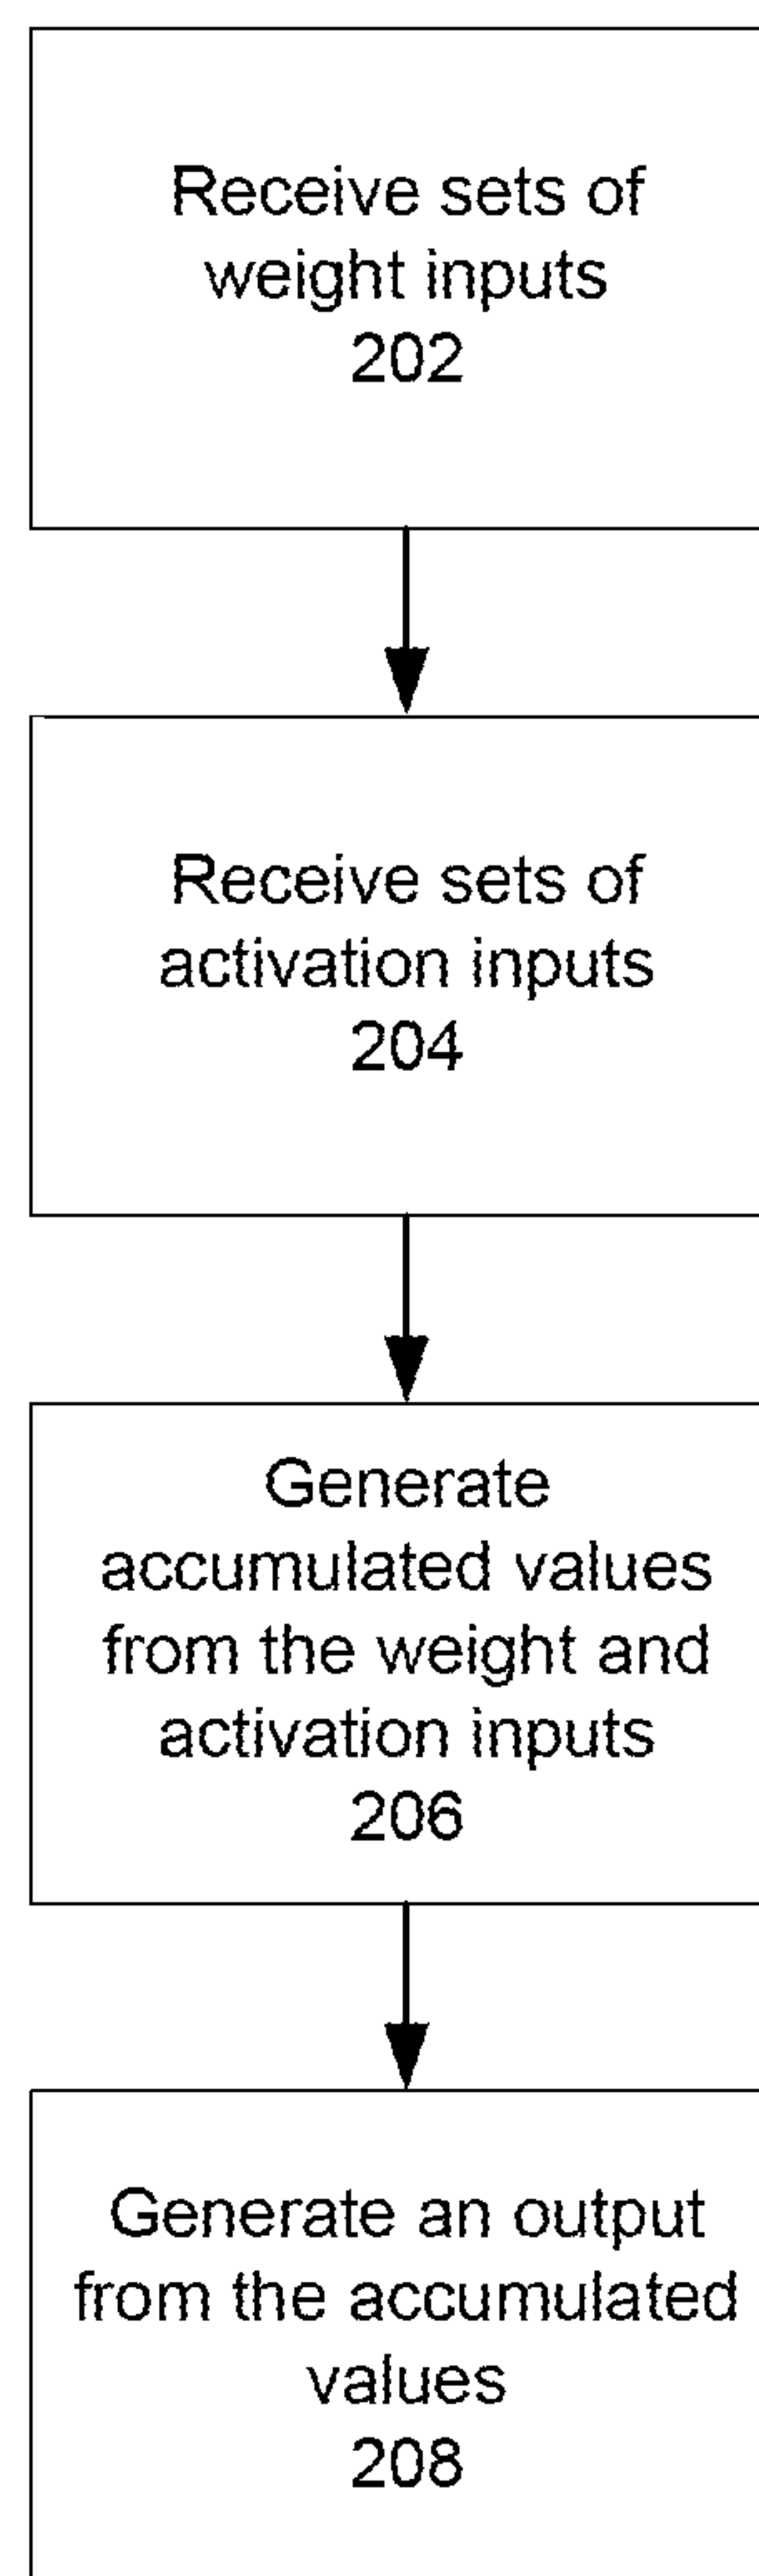 Receive sets of
weight inputs
202
Receive sets of
activation inputs
204
Generate
accumulated values
from the weight and
activation inputs
206
Generate an output
from the accumulated
values
208